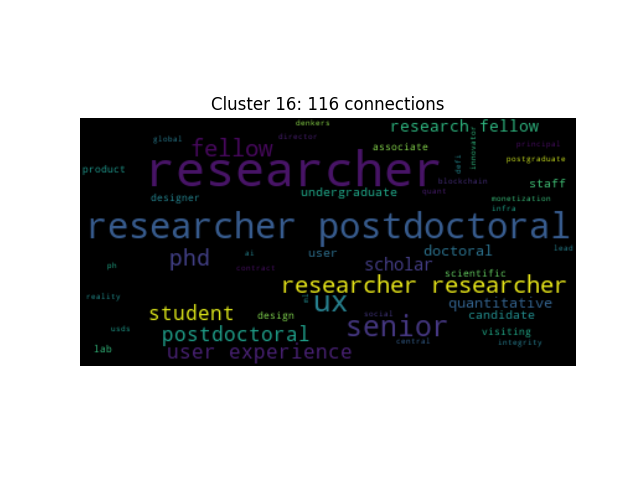 Cluster 16: 116 connections
denkers
research fellow
global
director
fellow
associate
innovator
principal
researcher
defi
postgraduate
product
blockchain
staff
undergraduate
quant
designer
monetization
infra
researcher postdoctoral
phd
ai
user
doctoral
lead
ph
contract
scholar
scientific
researcher researcher
reality
ux
quantitative
student
design
social
senior
candidate
usds
postdoctoral
central
visiting
integrity
lab
user experience